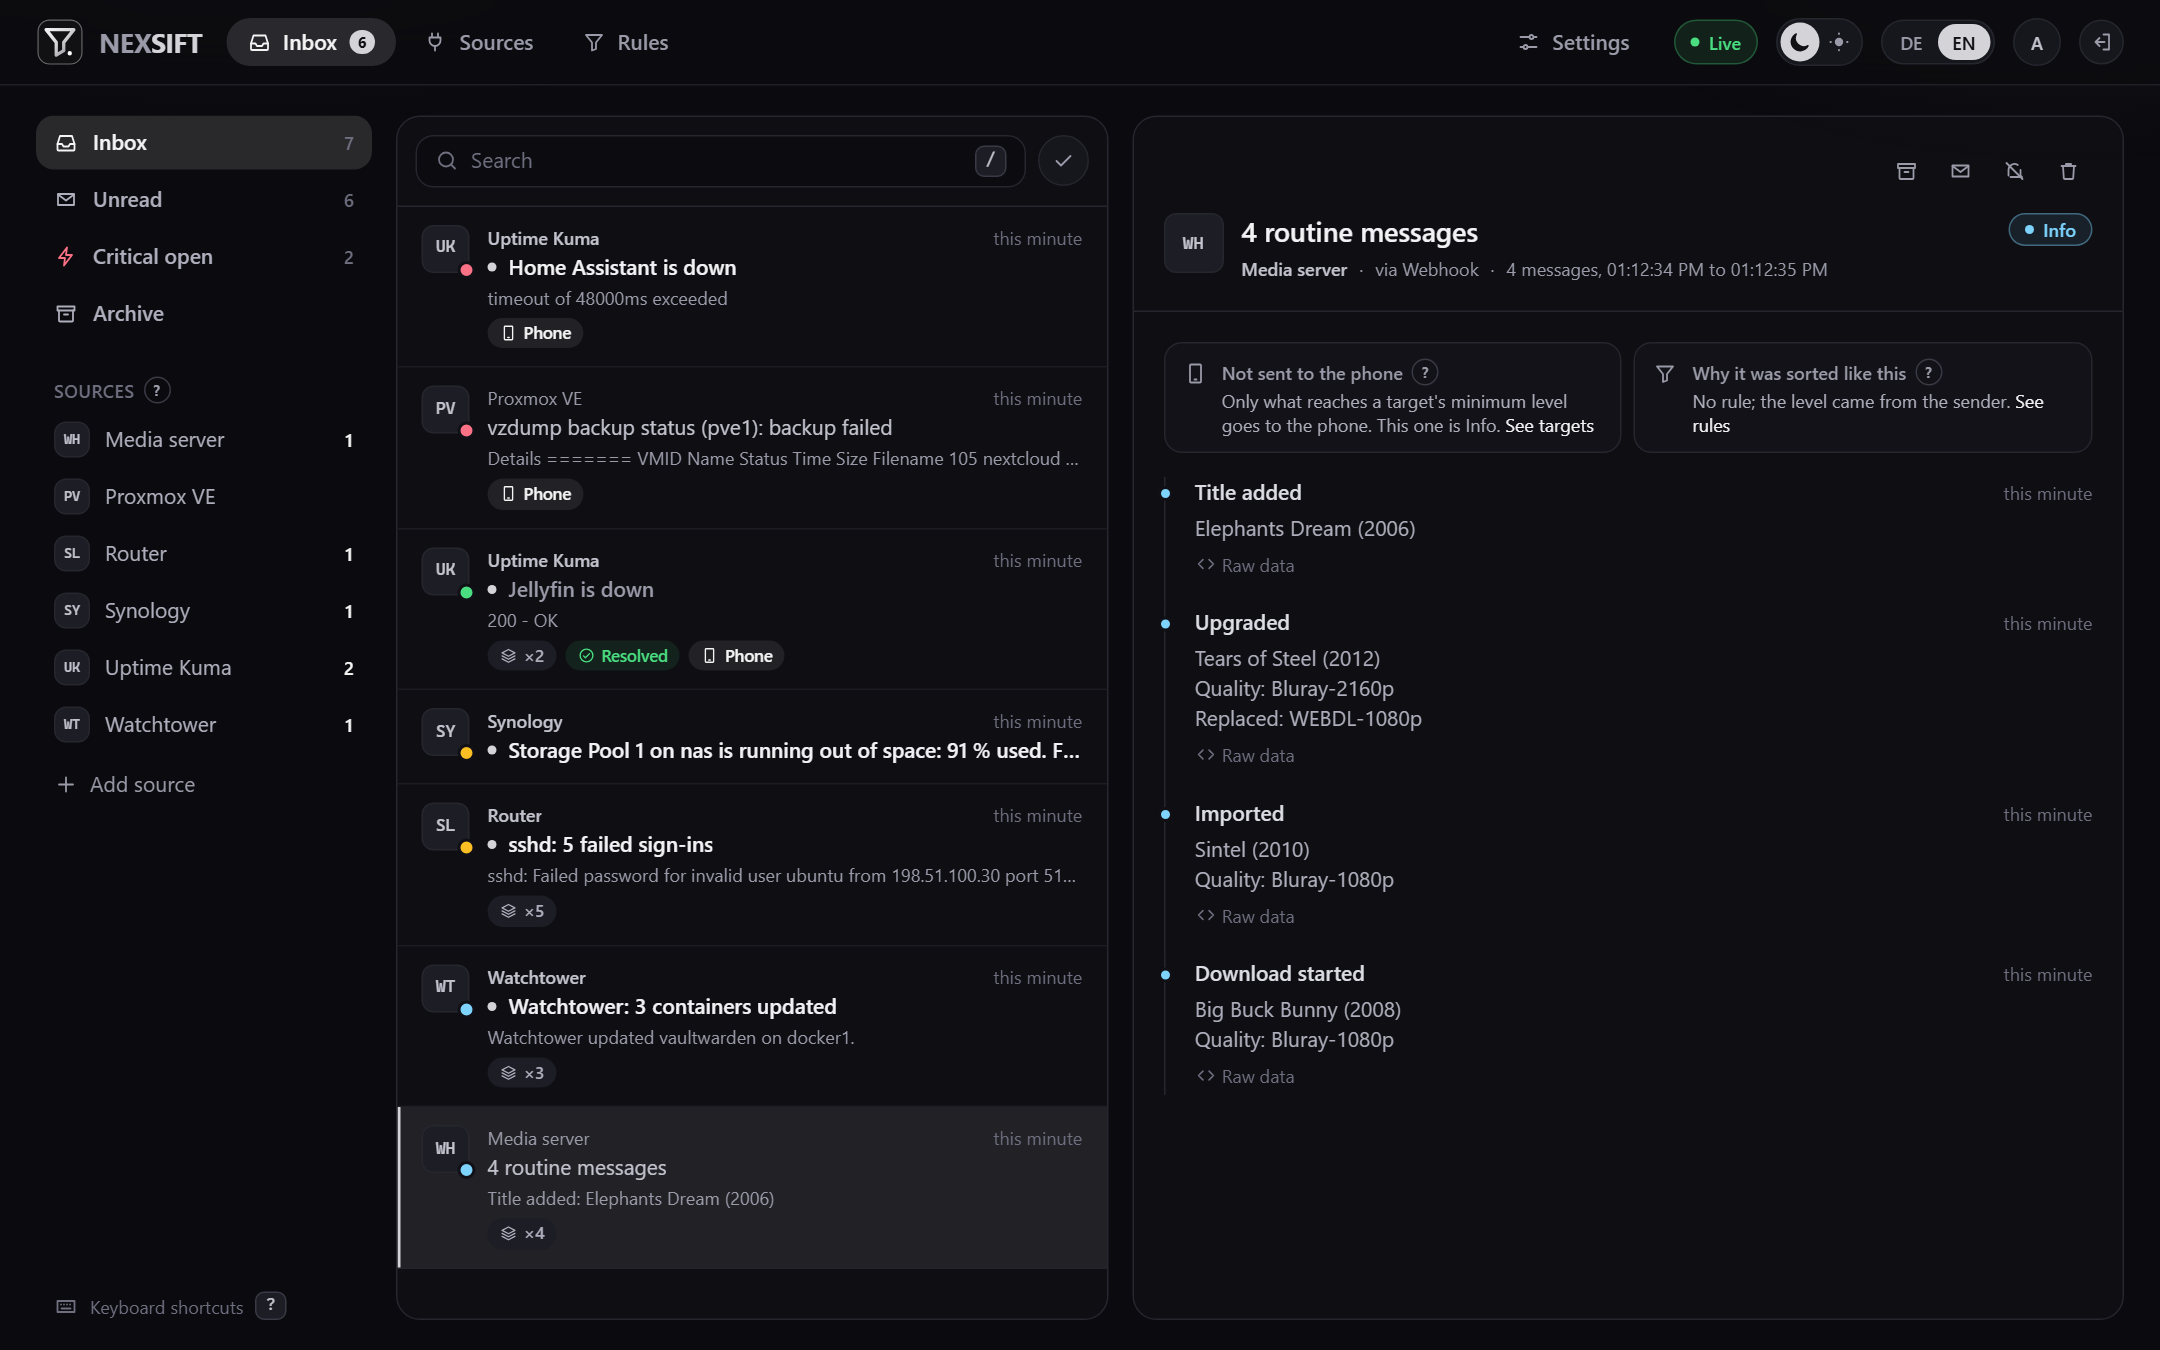 NEXSIFT
Inbox 6
Sources
Rules
Settings
Live
DE EN
A
Inbox 7
Unread 6
Critical open 2
Archive
SOURCES ?
WH Media server 1
PV Proxmox VE
SL Router 1
SY Synology 1
UK Uptime Kuma 2
WT Watchtower 1
Add source
Keyboard shortcuts ?
Search /
UK Uptime Kuma this minute
Home Assistant is down
timeout of 48000ms exceeded
Phone
PV Proxmox VE this minute
vzdump backup status (pve1): backup failed
Details ======= VMID Name Status Time Size Filename 105 nextcloud ...
Phone
UK Uptime Kuma this minute
Jellyfin is down
200 - OK
×2 Resolved Phone
SY Synology this minute
Storage Pool 1 on nas is running out of space: 91 % used. F...
SL Router this minute
sshd: 5 failed sign-ins
sshd: Failed password for invalid user ubuntu from 198.51.100.30 port 51...
×5
WT Watchtower this minute
Watchtower: 3 containers updated
Watchtower updated vaultwarden on docker1.
×3
WH Media server this minute
4 routine messages
Title added: Elephants Dream (2006)
×4
WH 4 routine messages Info
Media server · via Webhook · 4 messages, 01:12:34 PM to 01:12:35 PM
Not sent to the phone ?
Only what reaches a target's minimum level
goes to the phone. This one is Info. See targets
Why it was sorted like this ?
No rule; the level came from the sender. See
rules
Title added this minute
Elephants Dream (2006)
Raw data
Upgraded this minute
Tears of Steel (2012)
Quality: Bluray-2160p
Replaced: WEBDL-1080p
Raw data
Imported this minute
Sintel (2010)
Quality: Bluray-1080p
Raw data
Download started this minute
Big Buck Bunny (2008)
Quality: Bluray-1080p
Raw data